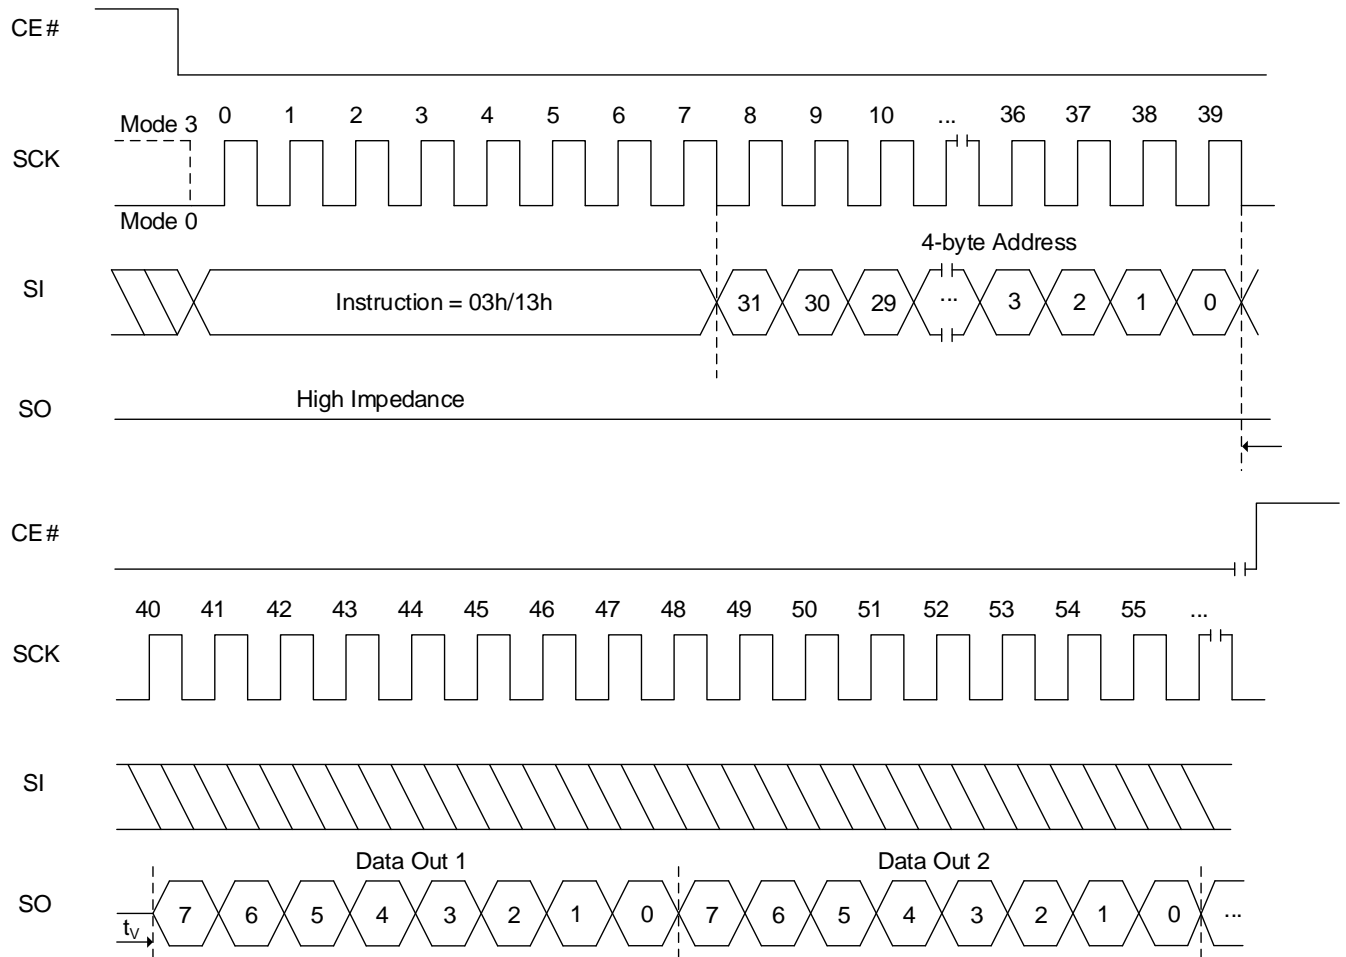 CE#
Mode 3
0 1 2 3 4 5 6 7 8 9 10 ... 36 37 38 39
SCK
Mode 0
4-byte Address
SI
Instruction = 03h/13h
31 30 29 ... 3 2 1 0
SO
High Impedance
CE#
40 41 42 43 44 45 46 47 48 49 50 51 52 53 54 55 ...
SCK
SI
Data Out 1 Data Out 2
SO
tV
7 6 5 4 3 2 1 0 7 6 5 4 3 2 1 0 ...